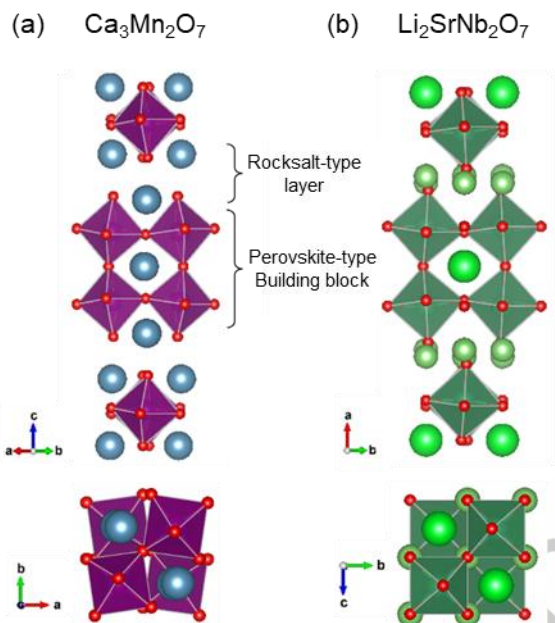 (a) Ca₃Mn₂O₇
(b) Li₂SrNb₂O₇
Rocksalt-type
layer
Perovskite-type
Building block
c
a b
a
b
b
a
b
c